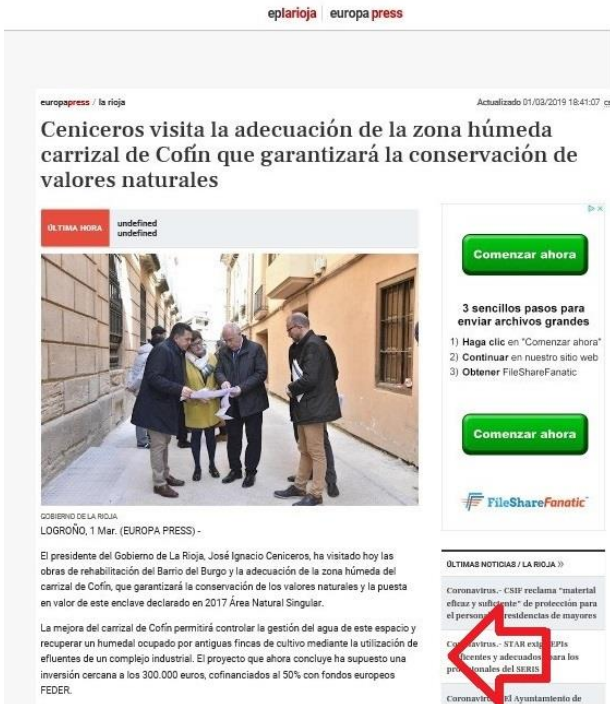 eplarioja europa press
europapress / la rioja
Actualizado 01/03/2019 18:41:07
Ceniceros visita la adecuación de la zona húmeda
carrizal de Cofín que garantizará la conservación de
valores naturales
ÚLTIMA HORA
undefined
undefined
GOBIERNO DE LA RIOJA
LOGROÑO, 1 Mar. (EUROPA PRESS) -
El presidente del Gobierno de La Rioja, José Ignacio Ceniceros, ha visitado hoy las
obras de rehabilitación del Barrio del Burgo y la adecuación de la zona húmeda del
carrizal de Cofín, que garantizará la conservación de los valores naturales y la puesta
en valor de este enclave declarado en 2017 Área Natural Singular.
La mejora del carrizal de Cofín permitirá controlar la gestión del agua de este espacio y
recuperar un humedal ocupado por antiguas fincas de cultivo mediante la utilización de
efluentes de un complejo industrial. El proyecto que ahora concluye ha supuesto una
inversión cercana a los 300.000 euros, cofinanciados al 50% con fondos europeos
FEDER.
Comenzar ahora
3 sencillos pasos para
enviar archivos grandes
1) Haga clic en "Comenzar ahora"
2) Continuar en nuestro sitio web
3) Obtener FileShareFanatic
Comenzar ahora
FileShareFanatic
ÚLTIMAS NOTICIAS / LA RIOJA »
Coronavirus.- CSIF reclama "material
eficaz y suficiente" de protección para
el personal residencias de mayores
STAR EPIs
y adecuados para los
del SERIS
El Ayuntamiento de